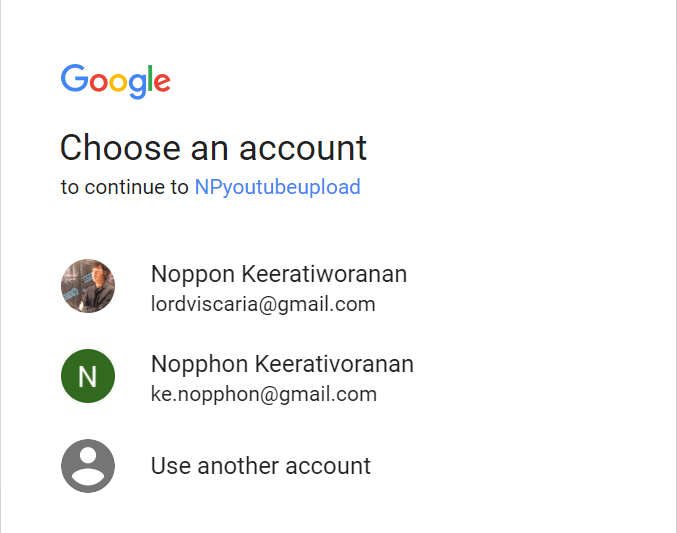 Google
Choose an account
to continue to NPyoutubeupload
Noppon Keeratiworanan
lordviscaria@gmail.com
N
Nopphon Keerativoranan
ke.nopphon@gmail.com
Use another account